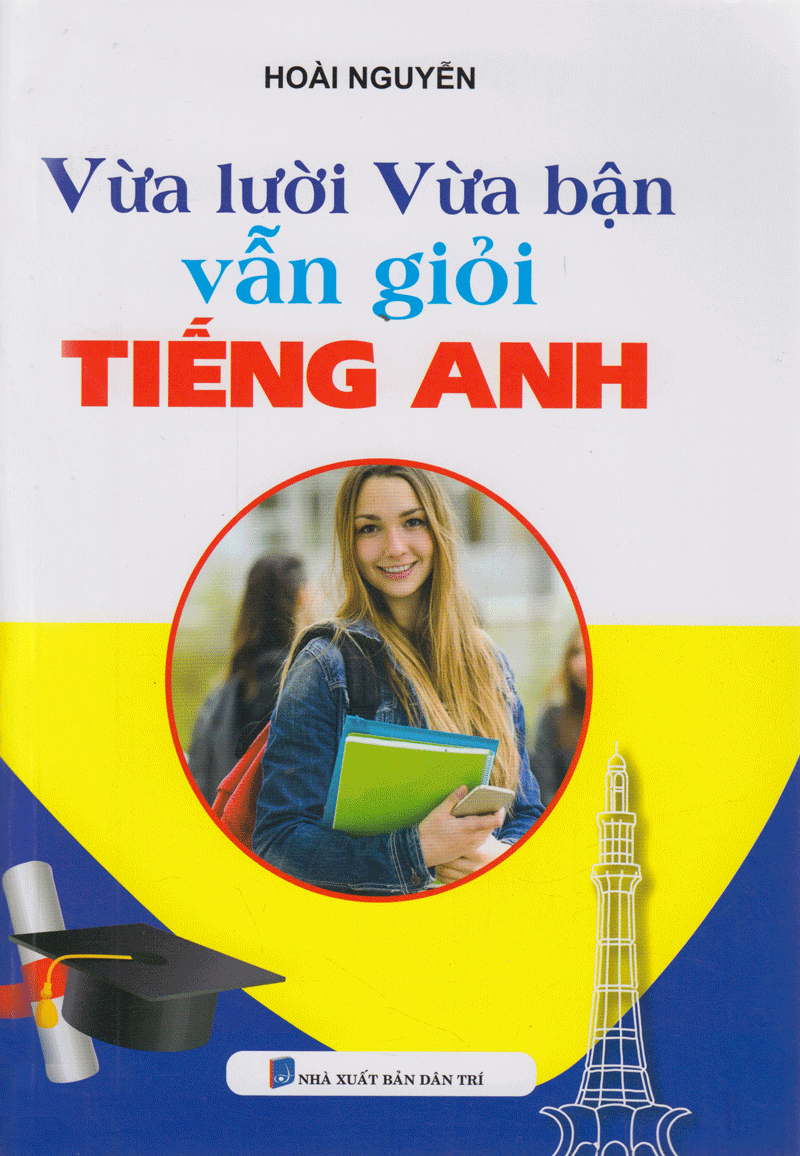 HOÀI NGUYỄN
Vừa lười Vừa bận
vẫn giỏi
TIẾNG ANH
NHÀ XUẤT BẢN DÂN TRÍ